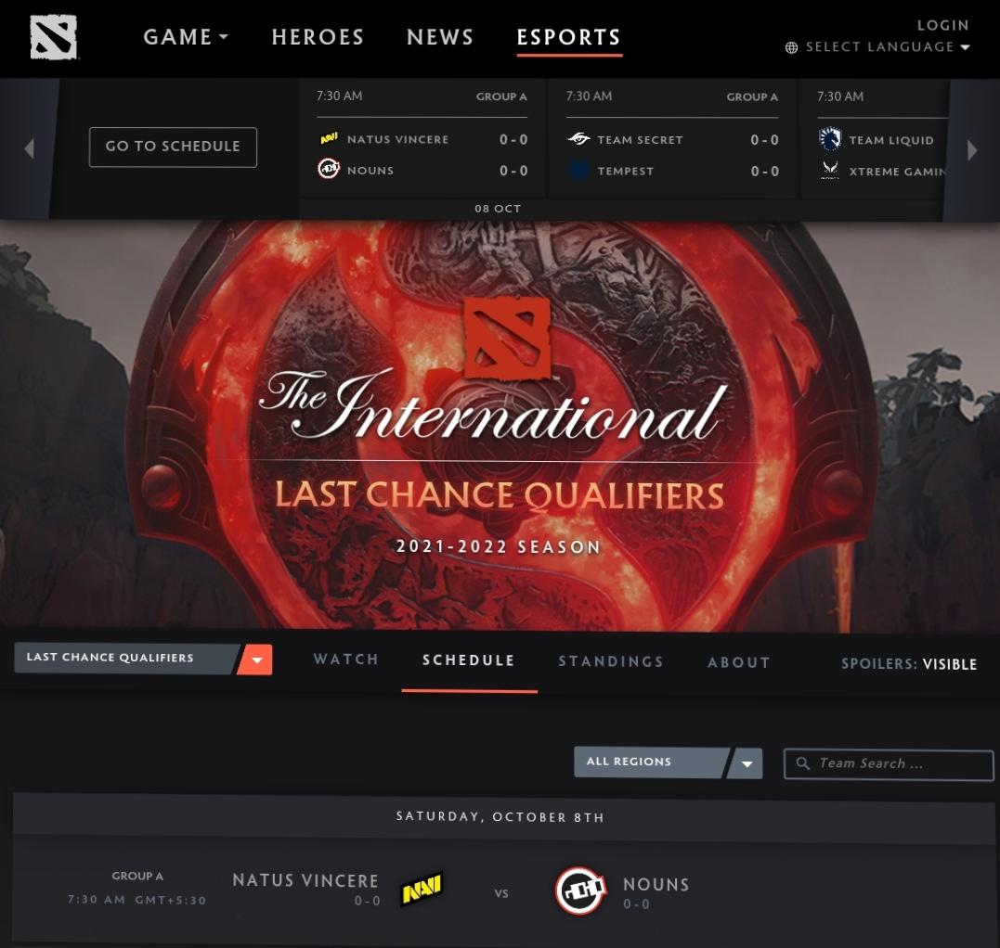 GAME HEROES NEWS ESPORTS
LOGIN
SELECT LANGUAGE
GO TO SCHEDULE
7:30 AM GROUP A
NATUS VINCERE 0 - 0
NOUNS 0 - 0
7:30 AM GROUP A
TEAM SECRET 0 - 0
TEMPEST 0 - 0
7:30 AM
TEAM LIQUID
XTREME GAMIN
08 OCT
The International
LAST CHANCE QUALIFIERS
2021-2022 SEASON
LAST CHANCE QUALIFIERS WATCH SCHEDULE STANDINGS ABOUT SPOILERS: VISIBLE
ALL REGIONS Team Search ...
SATURDAY, OCTOBER 8TH
GROUP A
7:30 AM GMT+5:30
NATUS VINCERE
0-0
NAVI
VS
NOUNS
0-0